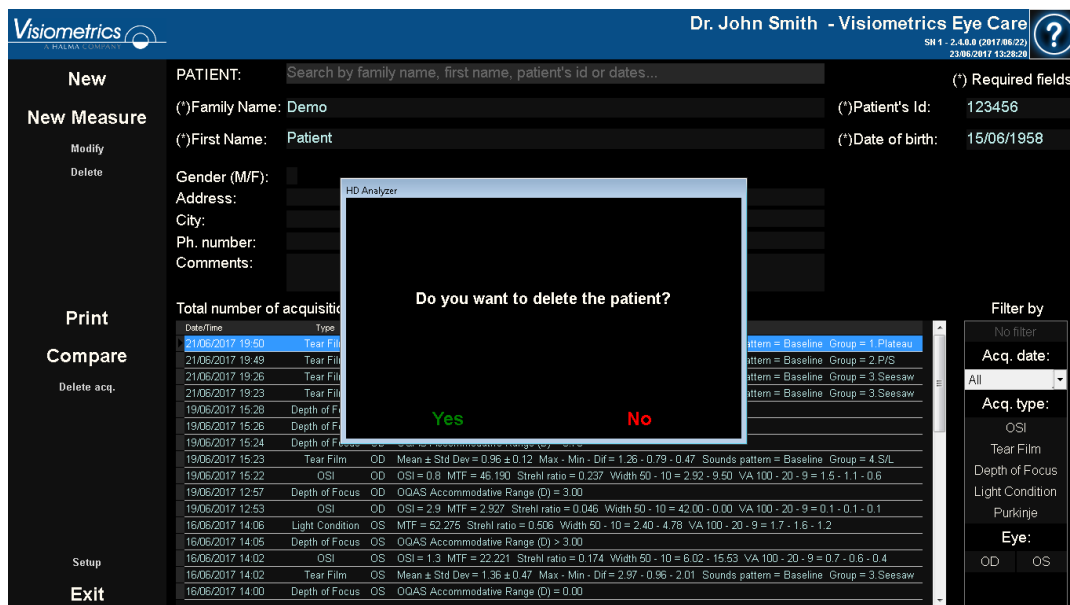 Visiometrics
A HALMA COMPANY
Dr. John Smith - Visiometrics Eye Care
SN 1 - 2.4.0.0 (2017/06/22)
23/06/2017 13:28:20
?
New
New Measure
Modify
Delete
Print
Compare
Delete acq.
Setup
Exit
PATIENT: Search by family name, first name, patient's id or dates...
(*) Required fields
(*)Family Name: Demo (*)Patient's Id: 123456
(*)First Name: Patient (*)Date of birth: 15/06/1958
Gender (M/F):
Address:
City:
Ph. number:
Comments:
HD Analyzer
Do you want to delete the patient?
Yes No
Total number of acquisitio
Date/Time Type
21/06/2017 19:50 Tear Fil attern = Baseline Group = 1.Plateau
21/06/2017 19:49 Tear Fil attern = Baseline Group = 2.P/S
21/06/2017 19:26 Tear Fil attern = Baseline Group = 3.Seesaw
21/06/2017 19:23 Tear Fil attern = Baseline Group = 3.Seesaw
19/06/2017 15:28 Depth of F
19/06/2017 15:26 Depth of F
19/06/2017 15:24 Depth of Focus OD OQAS Accommodative Range (D)
19/06/2017 15:23 Tear Film OD Mean ± Std Dev = 0.96 ± 0.12 Max - Min - Dif = 1.26 - 0.79 - 0.47 Sounds pattern = Baseline Group = 4.S/L
19/06/2017 15:22 OSI OD OSI = 0.8 MTF = 46.190 Strehl ratio = 0.237 Width 50 - 10 = 2.92 - 9.50 VA 100 - 20 - 9 = 1.5 - 1.1 - 0.6
19/06/2017 12:57 Depth of Focus OD OQAS Accommodative Range (D) = 3.00
19/06/2017 12:53 OSI OD OSI = 2.9 MTF = 2.927 Strehl ratio = 0.046 Width 50 - 10 = 42.00 - 0.00 VA 100 - 20 - 9 = 0.1 - 0.1 - 0.1
16/06/2017 14:06 Light Condition OS MTF = 52.275 Strehl ratio = 0.506 Width 50 - 10 = 2.40 - 4.78 VA 100 - 20 - 9 = 1.7 - 1.6 - 1.2
16/06/2017 14:05 Depth of Focus OS OQAS Accommodative Range (D) > 3.00
16/06/2017 14:02 OSI OS OSI = 1.3 MTF = 22.221 Strehl ratio = 0.174 Width 50 - 10 = 6.02 - 15.53 VA 100 - 20 - 9 = 0.7 - 0.6 - 0.4
16/06/2017 14:02 Tear Film OS Mean ± Std Dev = 1.36 ± 0.47 Max - Min - Dif = 2.97 - 0.96 - 2.01 Sounds pattern = Baseline Group = 3.Seesaw
16/06/2017 14:00 Depth of Focus OS OQAS Accommodative Range (D) = 0.00
Filter by
No filter
Acq. date:
All
Acq. type:
OSI
Tear Film
Depth of Focus
Light Condition
Purkinje
Eye:
OD OS